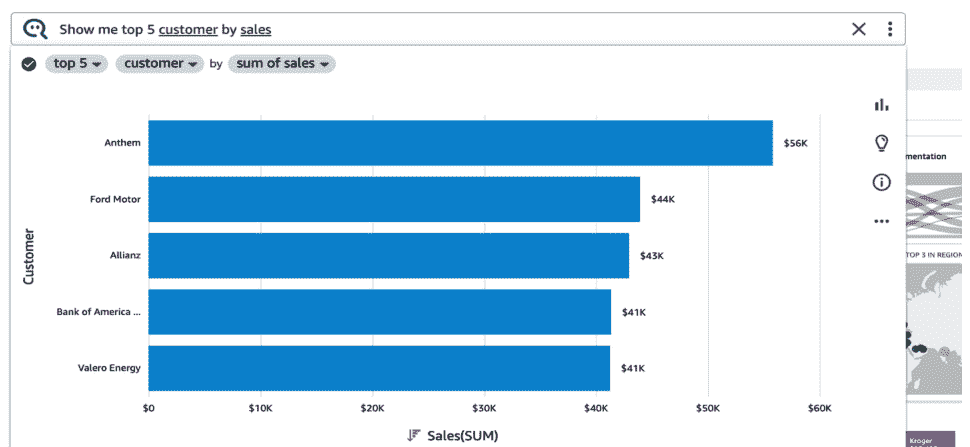 Show me top 5 customer by sales
top 5 customer by sum of sales
Anthem $56K
Ford Motor $44K
Allianz $43K
Bank of America ... $41K
Valero Energy $41K
Customer
$0 $10K $20K $30K $40K $50K $60K
Sales(SUM)
mentation
TOP 3 IN REGION
Kroger